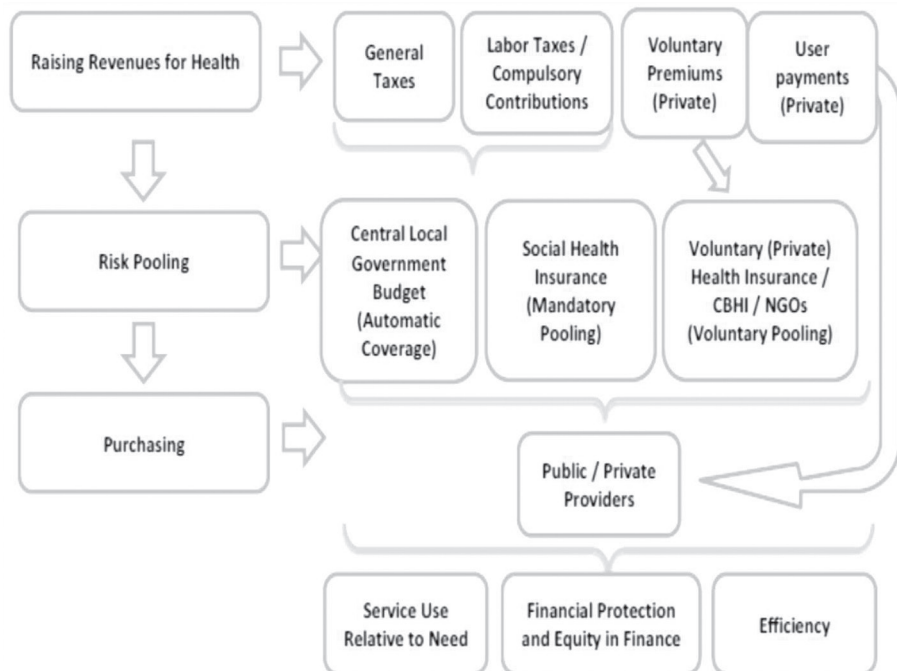 Raising Revenues for Health
General
Taxes
Labor Taxes /
Compulsory
Contributions
Voluntary
Premiums
(Private)
User
payments
(Private)
Risk Pooling
Central Local
Government
Budget
(Automatic
Coverage)
Social Health
Insurance
(Mandatory
Pooling)
Voluntary (Private)
Health Insurance /
CBHI / NGOs
(Voluntary Pooling)
Purchasing
Public / Private
Providers
Service Use
Relative to Need
Financial Protection
and Equity in Finance
Efficiency